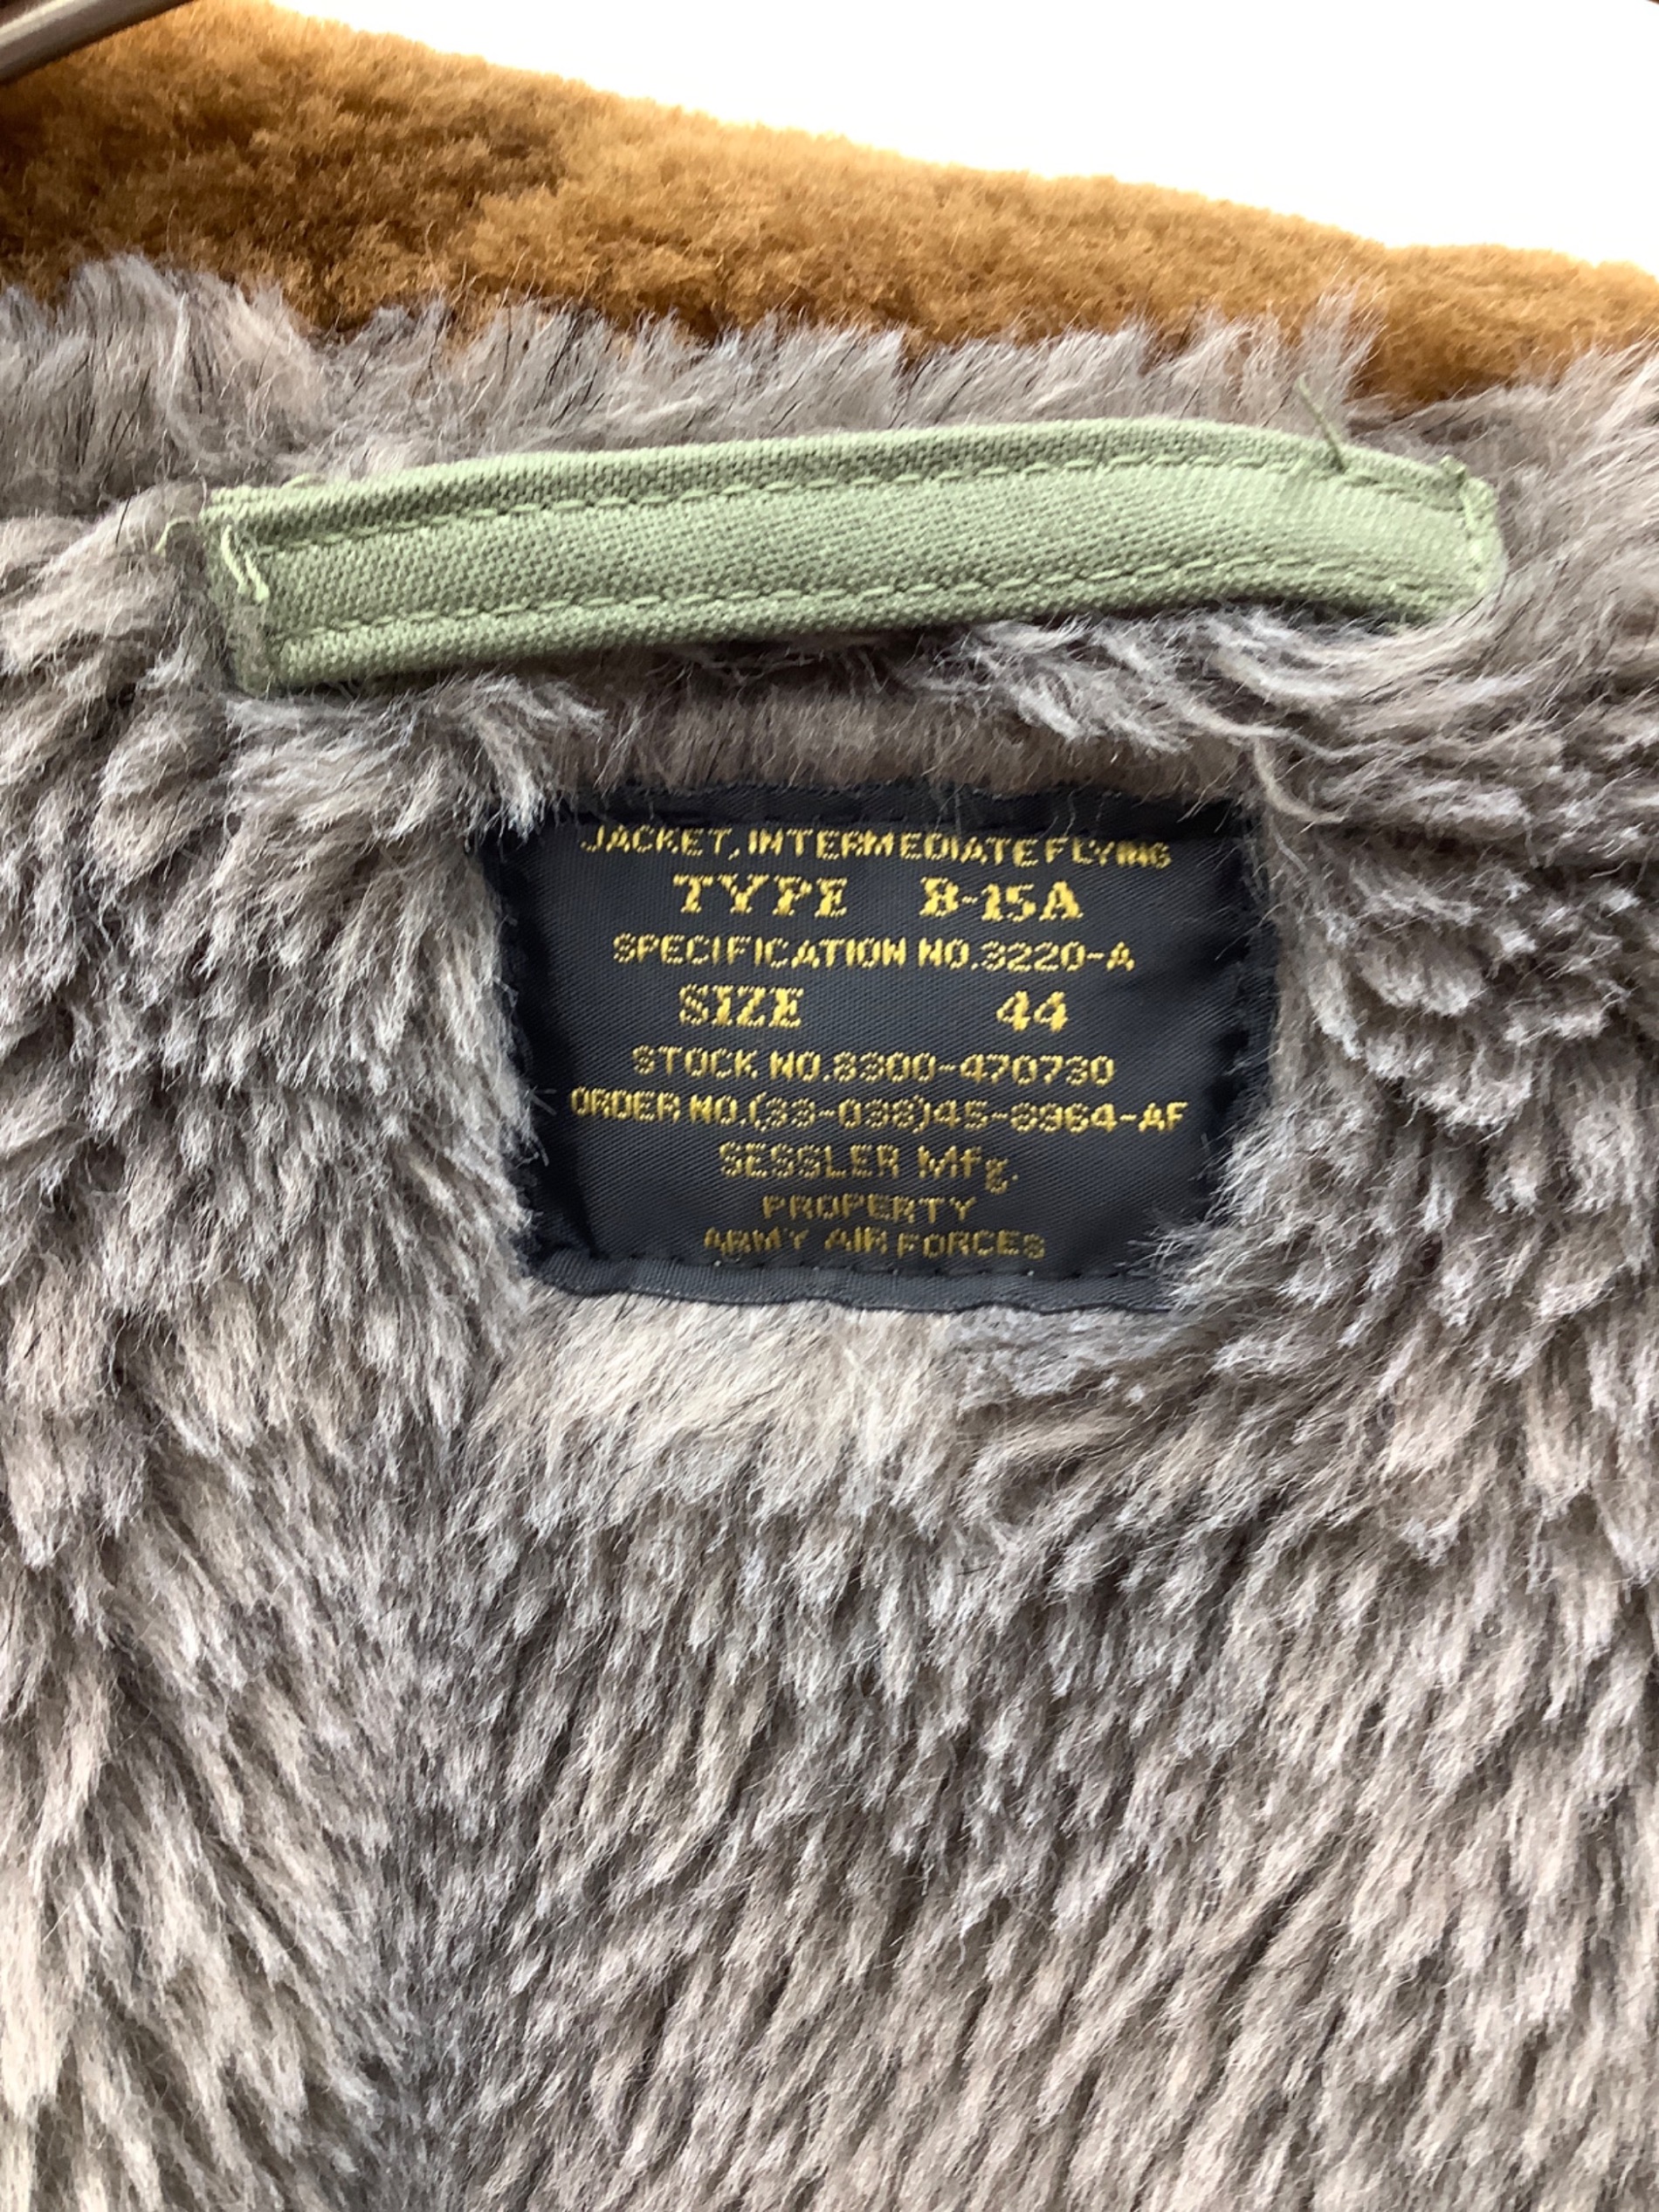 JACKET, INTERMEDIATE FLYING
TYPE B-15A
SPECIFICATION NO.3220-A
SIZE 44
STOCK NO.8300-470730
ORDER NO.(33-038)45-8964-AF
SESSLER Mfg.
PROPERTY
ARMY AIR FORCES